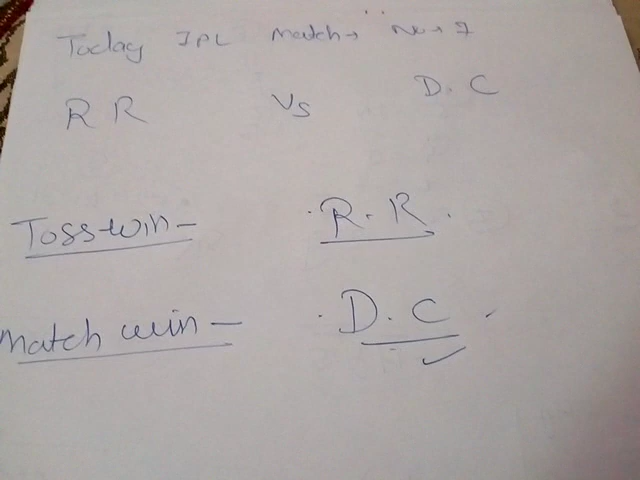 Today IPL match→ No→ 7
R R vs D. C
Toss win– .R. R.
match win – . D. C .